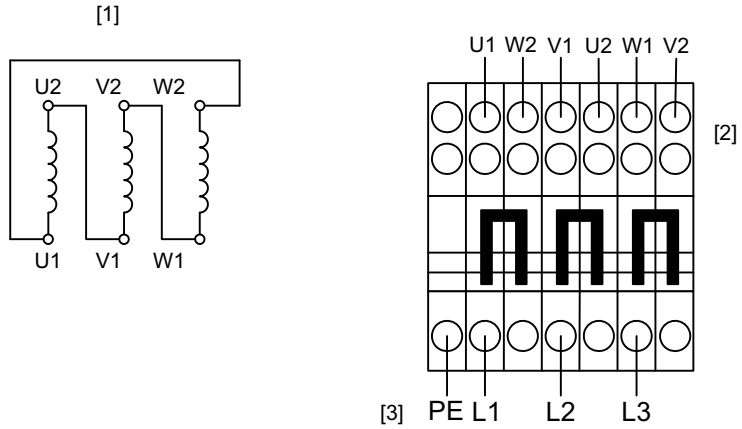 [1]
U2 V2 W2
U1 V1 W1
U1 W2 V1 U2 W1 V2
[2]
[3] PE L1 L2 L3